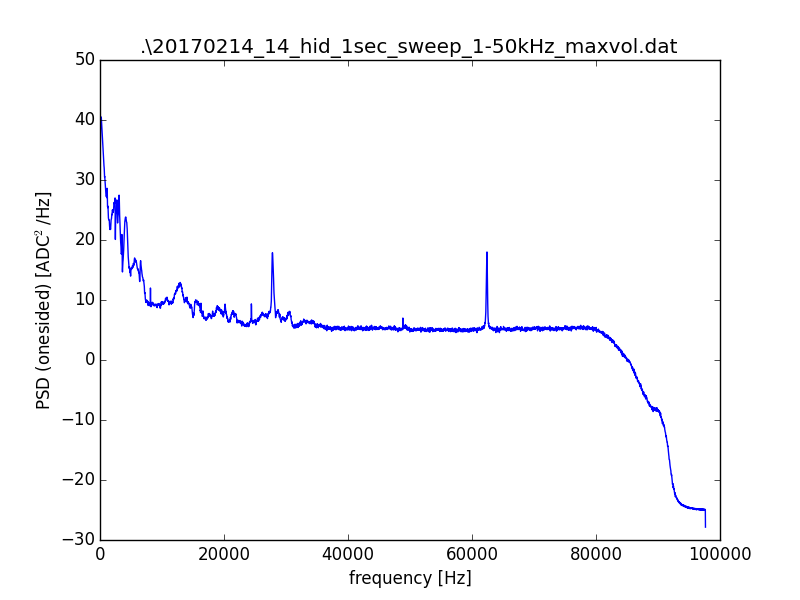 .\20170214_14_hid_1sec_sweep_1-50kHz_maxvol.dat
50
40
30
20
10
0
−10
−20
−30
PSD (onesided) [ADC² /Hz]
0 20000 40000 60000 80000 100000
frequency [Hz]